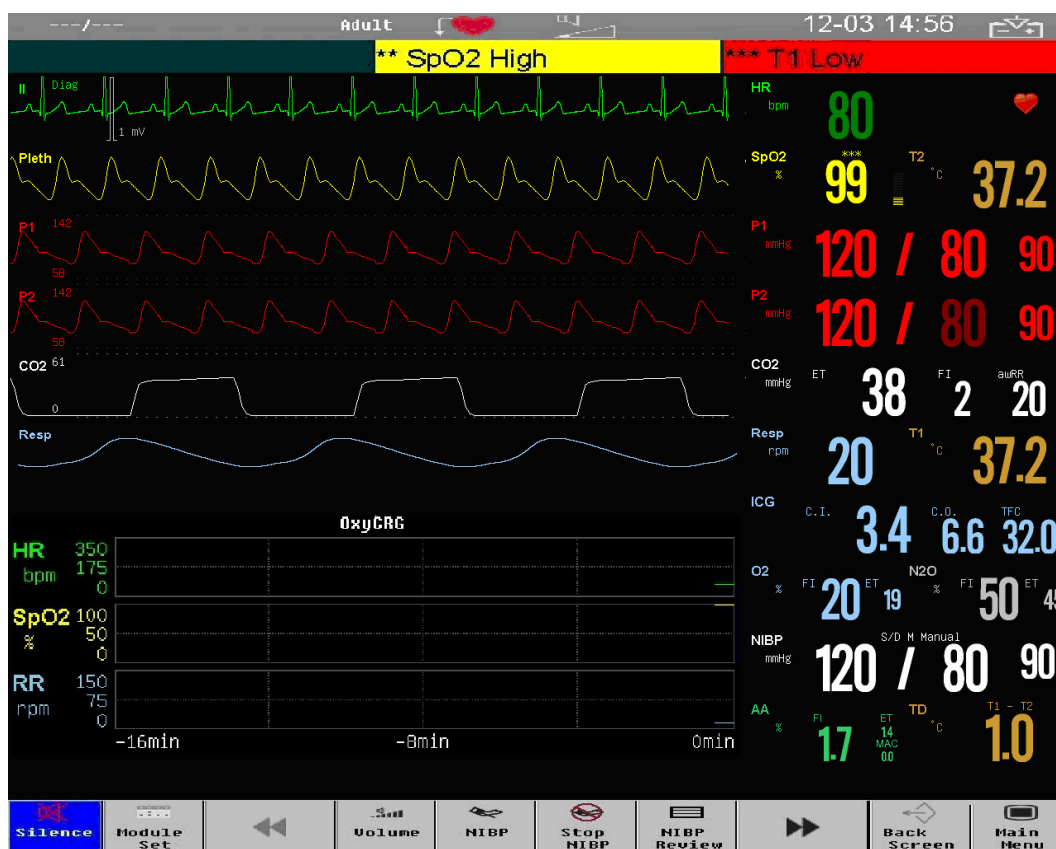 ---/---
Adult
12-03 14:56
** SpO2 High
*** T1 Low
II Diag
1 mV
HR
bpm
80
Pleth
SpO2
%
***
99
T2
°C
37.2
P1 142
58
P1
mmHg
120 / 80 90
P2 142
58
P2
mmHg
120 / 80 90
CO2 61
0
CO2
mmHg
ET 38
FI 2
awRR 20
Resp
Resp
rpm
20
T1
°C
37.2
ICG
C.I. 3.4
C.O. 6.6
TFC 32.0
OxyCRG
HR 350
bpm 175
0
O2
%
FI 20
ET 19
N2O
%
FI 50
ET
SpO2 100
% 50
0
NIBP
mmHg
S/D M Manual
120 / 80 90
RR 150
rpm 75
0
AA
%
FI
1.7
ET
1.4
MAC
0.0
TD
°C
T1 - T2
1.0
-16min -8min 0min
Silence
Module Set
Volume
NIBP
Stop NIBP
NIBP Review
Back Screen
Main Menu